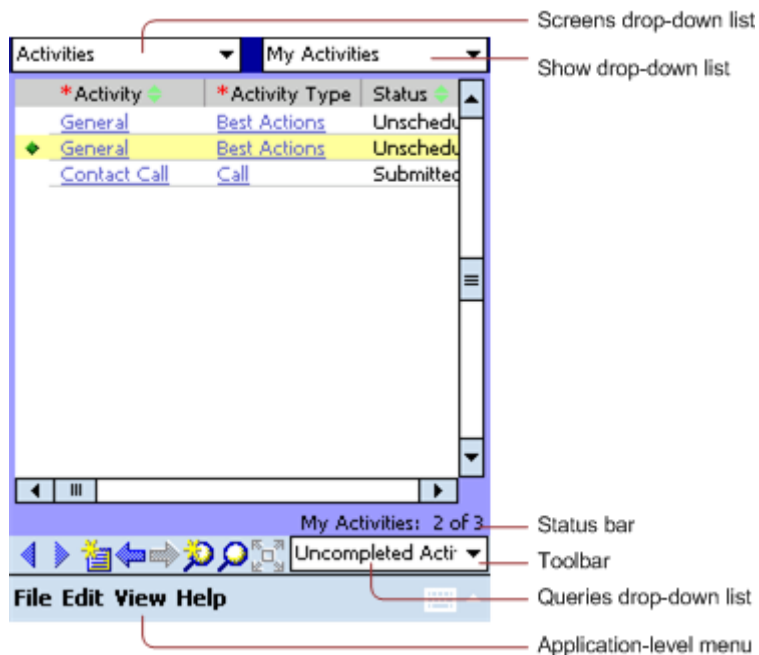 Screens drop-down list
Activities My Activities
Show drop-down list
*Activity *Activity Type Status
General Best Actions Unschedu
General Best Actions Unschedu
Contact Call Call Submitted
My Activities: 2 of 3
Status bar
Uncompleted Acti
Toolbar
Queries drop-down list
File Edit View Help
Application-level menu